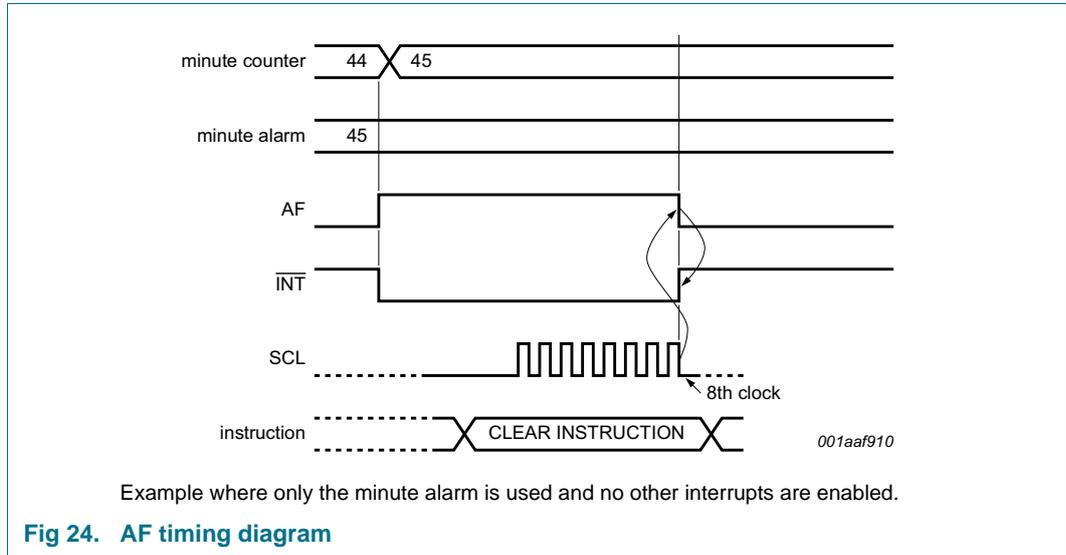 minute counter 44 45
minute alarm 45
AF
INT
SCL
8th clock
instruction CLEAR INSTRUCTION 001aaf910
Example where only the minute alarm is used and no other interrupts are enabled.
Fig 24. AF timing diagram